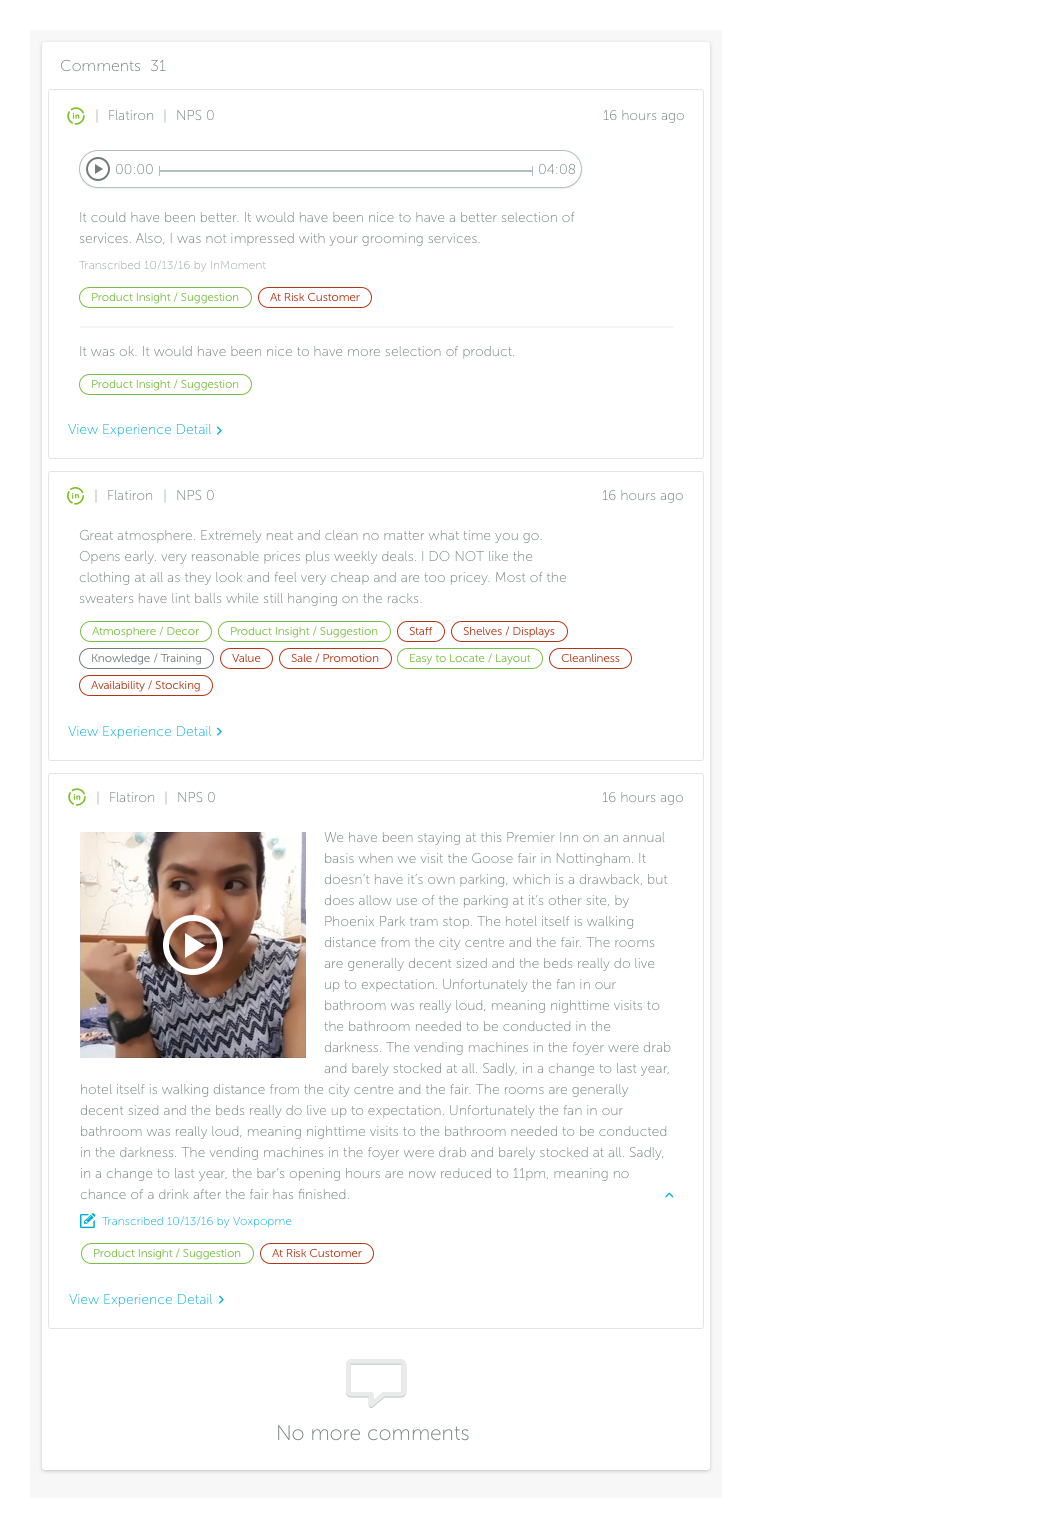 Comments 31
in | Flatiron | NPS 0 16 hours ago
00:00 04:08
It could have been better. It would have been nice to have a better selection of
services. Also, I was not impressed with your grooming services.
Transcribed 10/13/16 by InMoment
Product Insight / Suggestion At Risk Customer
It was ok. It would have been nice to have more selection of product.
Product Insight / Suggestion
View Experience Detail
in | Flatiron | NPS 0 16 hours ago
Great atmosphere. Extremely neat and clean no matter what time you go.
Opens early. very reasonable prices plus weekly deals. I DO NOT like the
clothing at all as they look and feel very cheap and are too pricey. Most of the
sweaters have lint balls while still hanging on the racks.
Atmosphere / Decor Product Insight / Suggestion Staff Shelves / Displays
Knowledge / Training Value Sale / Promotion Easy to Locate / Layout Cleanliness
Availability / Stocking
View Experience Detail
in | Flatiron | NPS 0 16 hours ago
We have been staying at this Premier Inn on an annual
basis when we visit the Goose fair in Nottingham. It
doesn't have it's own parking, which is a drawback, but
does allow use of the parking at it's other site, by
Phoenix Park tram stop. The hotel itself is walking
distance from the city centre and the fair. The rooms
are generally decent sized and the beds really do live
up to expectation. Unfortunately the fan in our
bathroom was really loud, meaning nighttime visits to
the bathroom needed to be conducted in the
darkness. The vending machines in the foyer were drab
and barely stocked at all. Sadly, in a change to last year,
hotel itself is walking distance from the city centre and the fair. The rooms are generally
decent sized and the beds really do live up to expectation. Unfortunately the fan in our
bathroom was really loud, meaning nighttime visits to the bathroom needed to be conducted
in the darkness. The vending machines in the foyer were drab and barely stocked at all. Sadly,
in a change to last year, the bar's opening hours are now reduced to 11pm, meaning no
chance of a drink after the fair has finished.
Transcribed 10/13/16 by Voxpopme
Product Insight / Suggestion At Risk Customer
View Experience Detail
No more comments